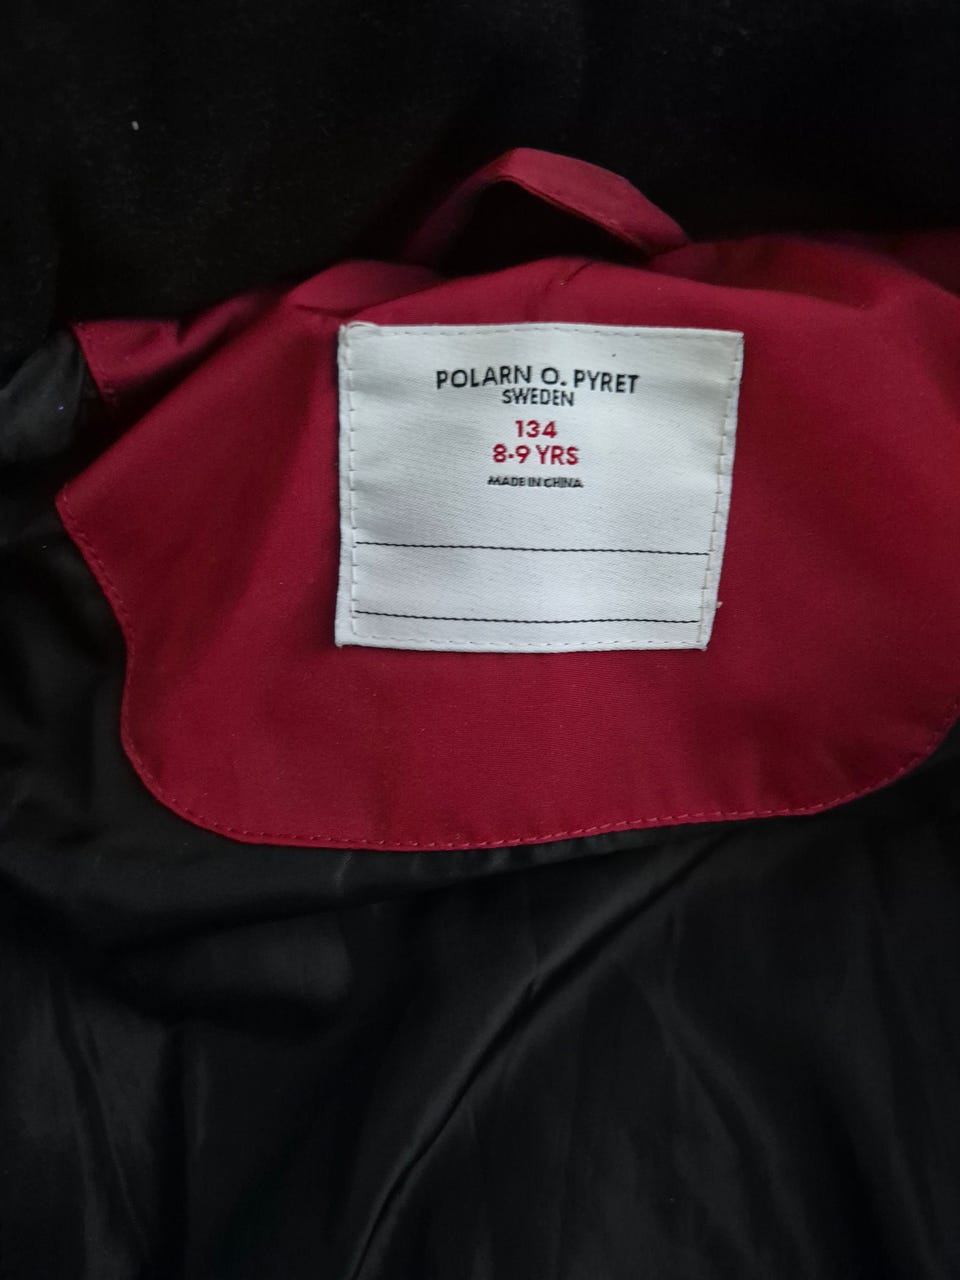 POLARN O. PYRET
SWEDEN
134
8-9 YRS
MADE IN CHINA